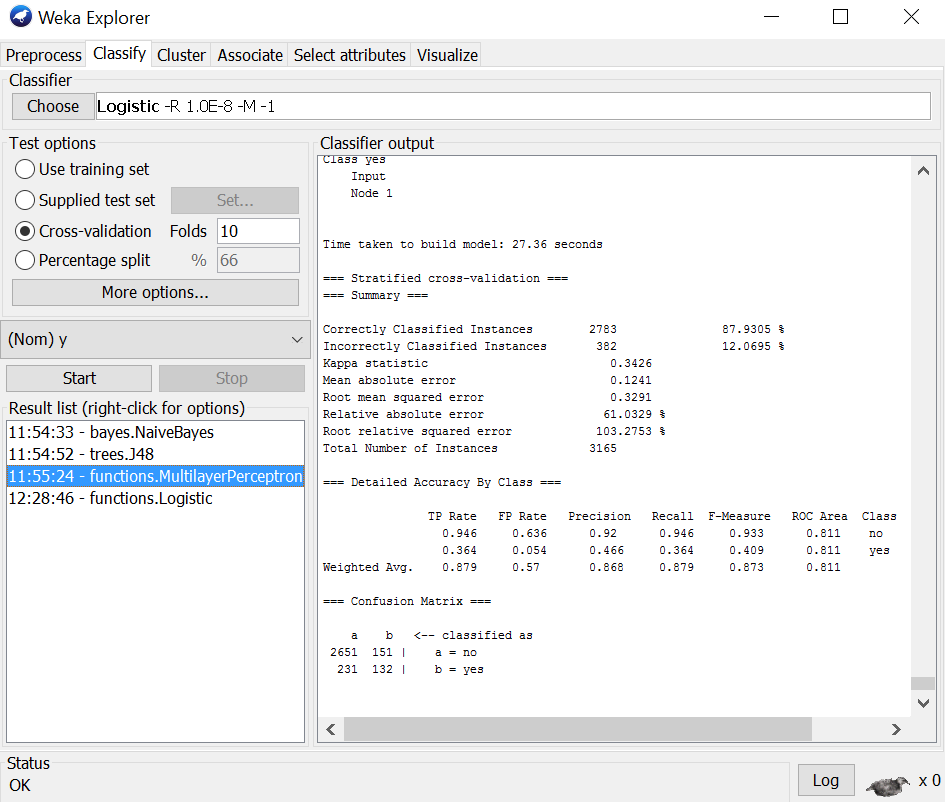 Weka Explorer
Preprocess Classify Cluster Associate Select attributes Visualize
Classifier
Choose Logistic -R 1.0E-8 -M -1
Test options
Use training set
Supplied test set Set...
Cross-validation Folds 10
Percentage split % 66
More options...
(Nom) y
Start Stop
Result list (right-click for options)
11:54:33 - bayes.NaiveBayes
11:54:52 - trees.J48
11:55:24 - functions.MultilayerPerceptron
12:28:46 - functions.Logistic
Classifier output
Class yes
Input
Node 1
Time taken to build model: 27.36 seconds
=== Stratified cross-validation ===
=== Summary ===
Correctly Classified Instances 2783 87.9305 %
Incorrectly Classified Instances 382 12.0695 %
Kappa statistic 0.3426
Mean absolute error 0.1241
Root mean squared error 0.3291
Relative absolute error 61.0329 %
Root relative squared error 103.2753 %
Total Number of Instances 3165
=== Detailed Accuracy By Class ===
TP Rate FP Rate Precision Recall F-Measure ROC Area Class
0.946 0.636 0.92 0.946 0.933 0.811 no
0.364 0.054 0.466 0.364 0.409 0.811 yes
Weighted Avg. 0.879 0.57 0.868 0.879 0.873 0.811
=== Confusion Matrix ===
a b <-- classified as
2651 151 | a = no
231 132 | b = yes
Status
OK
Log x 0